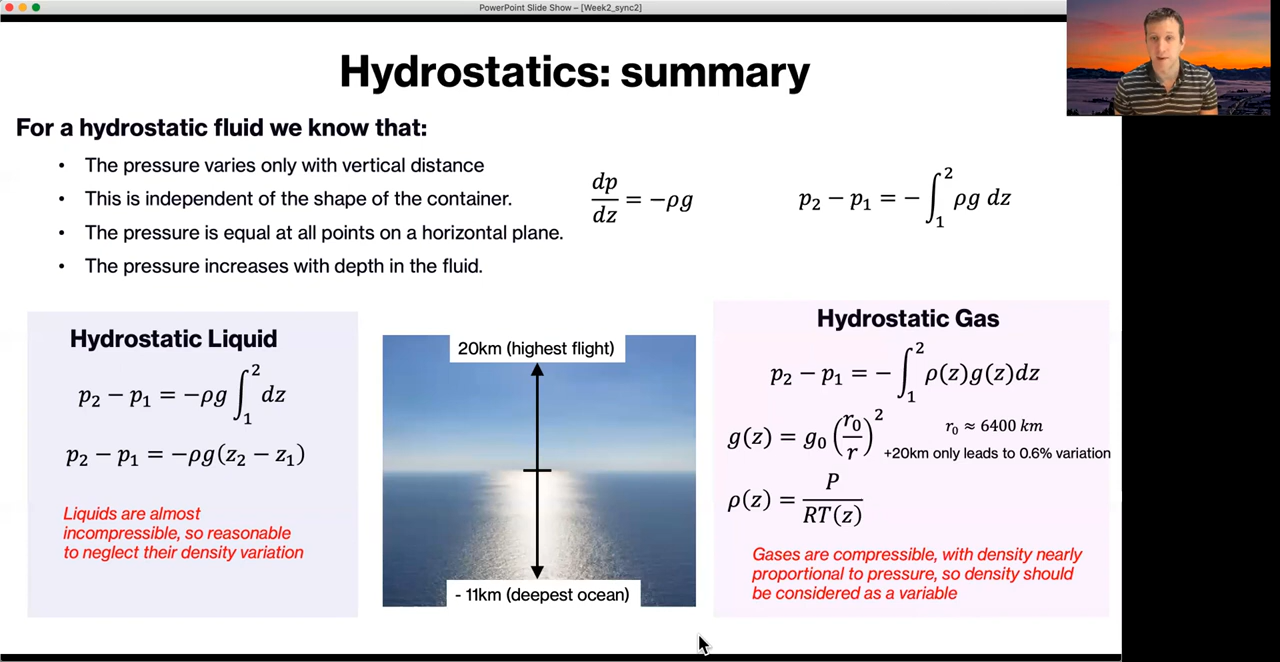 PowerPoint Slide Show – [Week2_sync2]
Hydrostatics: summary
For a hydrostatic fluid we know that:
• The pressure varies only with vertical distance
• This is independent of the shape of the container.
• The pressure is equal at all points on a horizontal plane.
• The pressure increases with depth in the fluid.
dp/dz = −ρg
p₂ − p₁ = −∫₁² ρg dz
Hydrostatic Liquid
p₂ − p₁ = −ρg ∫₁² dz
p₂ − p₁ = −ρg(z₂ − z₁)
Liquids are almost
incompressible, so reasonable
to neglect their density variation
20km (highest flight)
- 11km (deepest ocean)
Hydrostatic Gas
p₂ − p₁ = −∫₁² ρ(z)g(z)dz
g(z) = g₀ (r₀/r)²
r₀ ≈ 6400 km
+20km only leads to 0.6% variation
ρ(z) = P/RT(z)
Gases are compressible, with density nearly
proportional to pressure, so density should
be considered as a variable